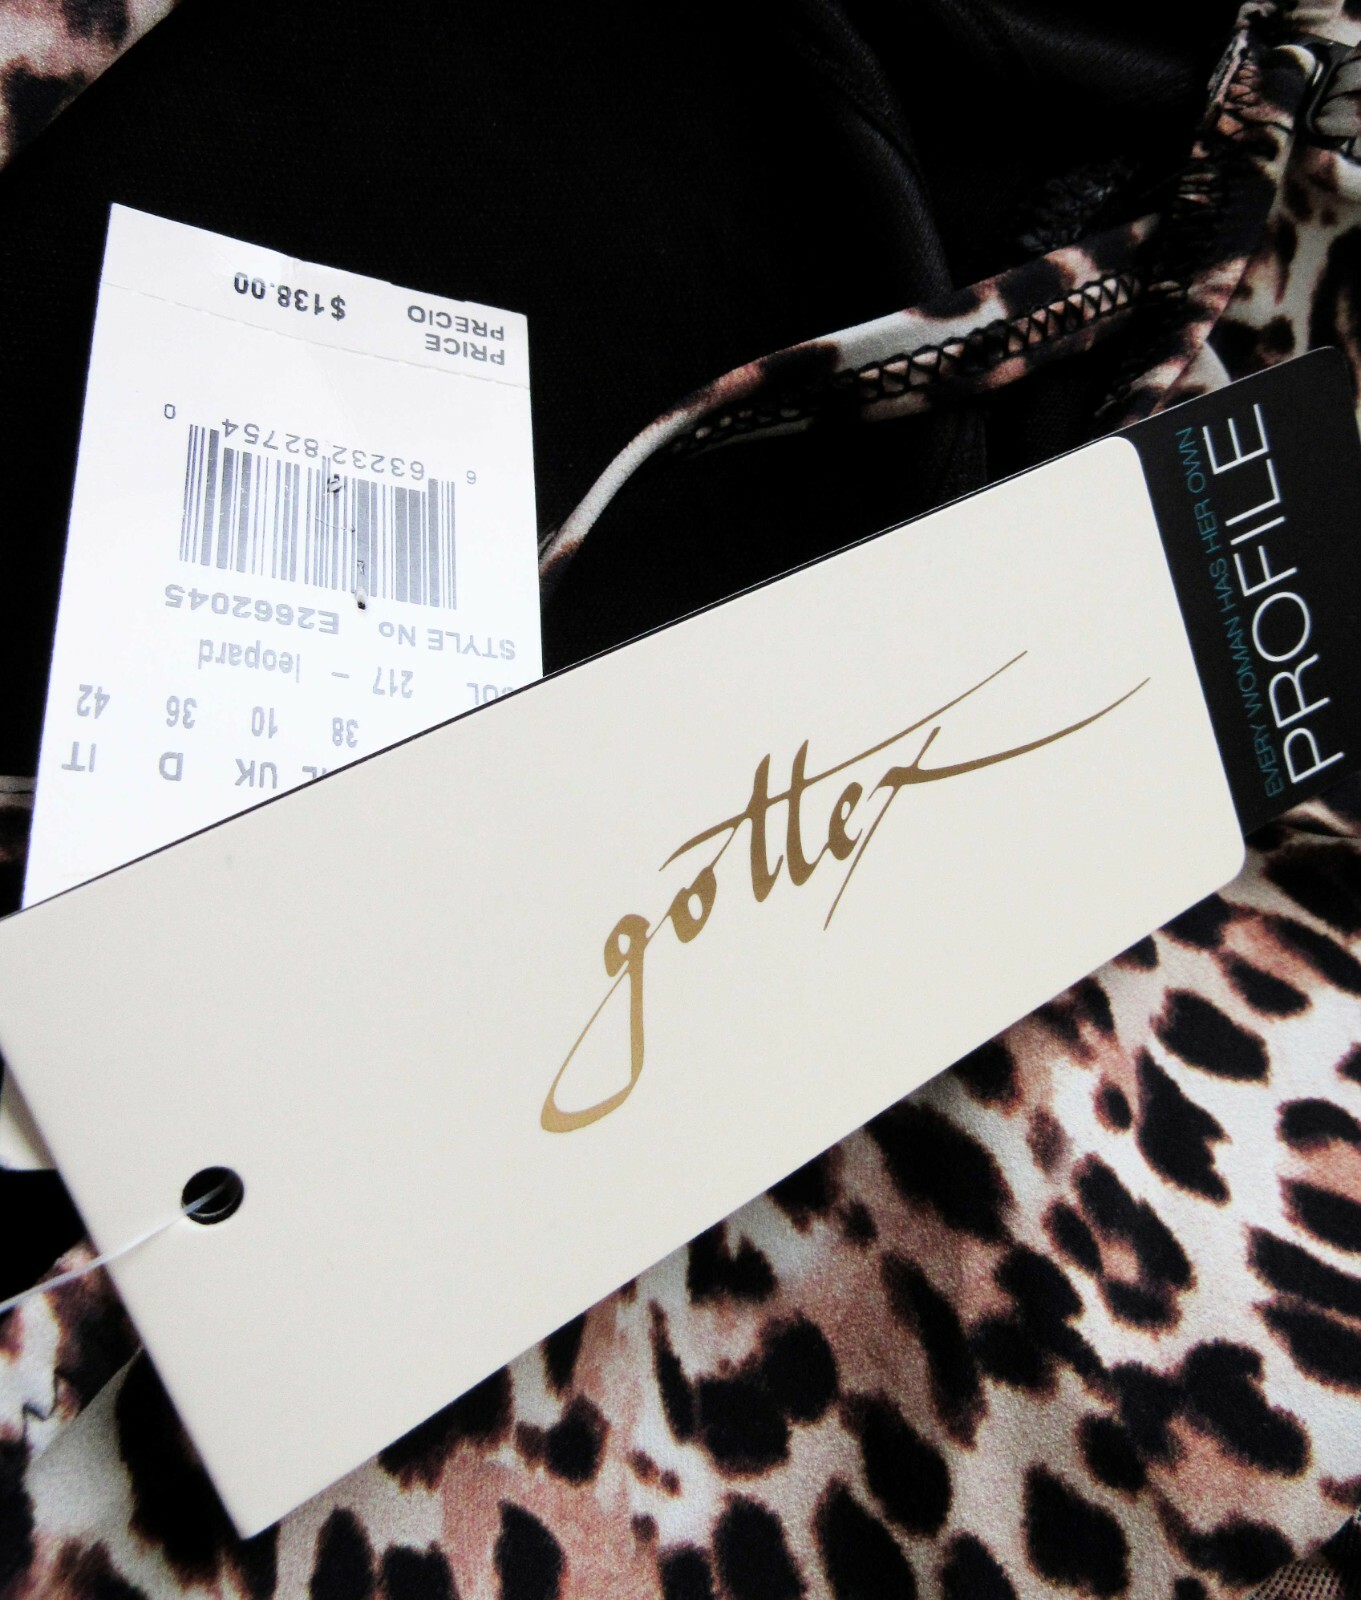 PRICE
PRECIO $138.00
6 63232 82754 0
STYLE No E2662045
217 - leopard
38 10 36 42
UK D IT
gottex
EVERY WOMAN HAS HER OWN
PROFILE